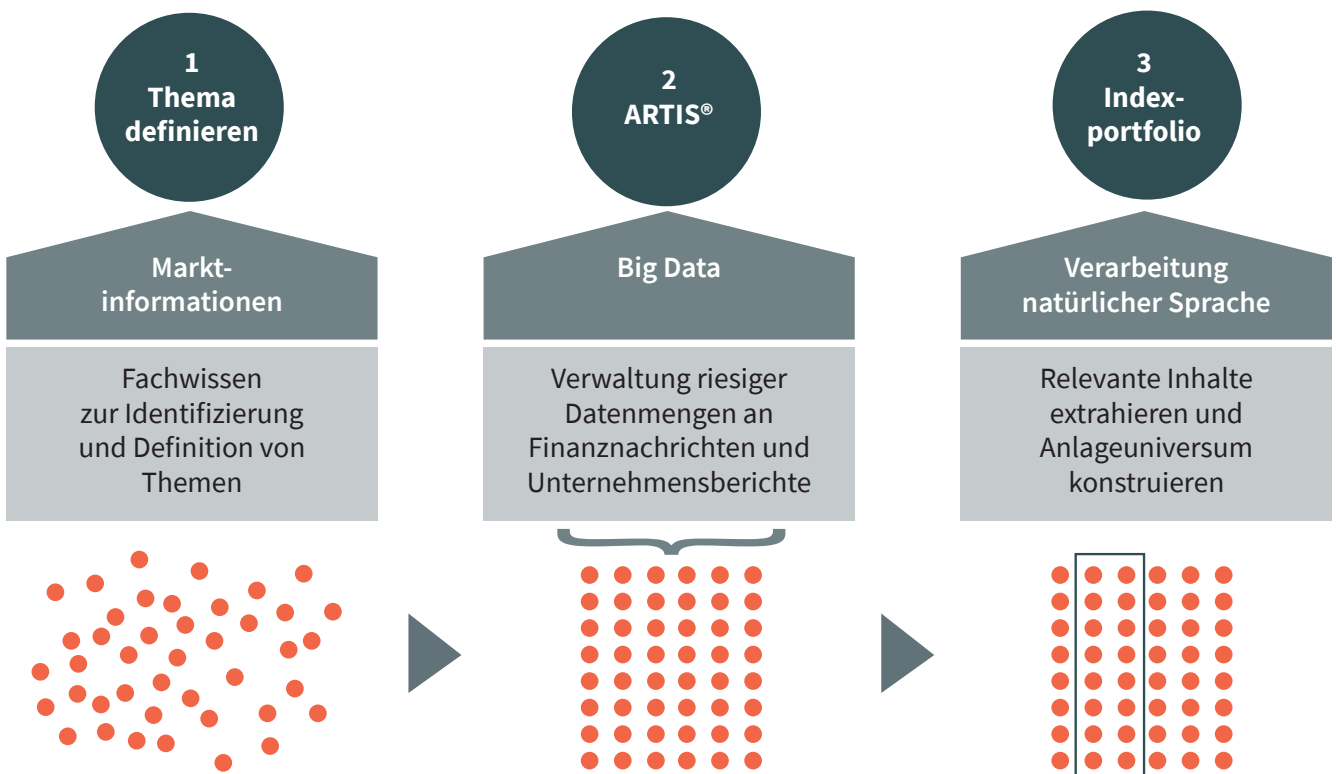 1
Thema
definieren
Markt-
informationen
Fachwissen
zur Identifizierung
und Definition von
Themen
2
ARTIS®
Big Data
Verwaltung riesiger
Datenmengen an
Finanznachrichten und
Unternehmensberichte
3
Index-
portfolio
Verarbeitung
natürlicher Sprache
Relevante Inhalte
extrahieren und
Anlageuniversum
konstruieren